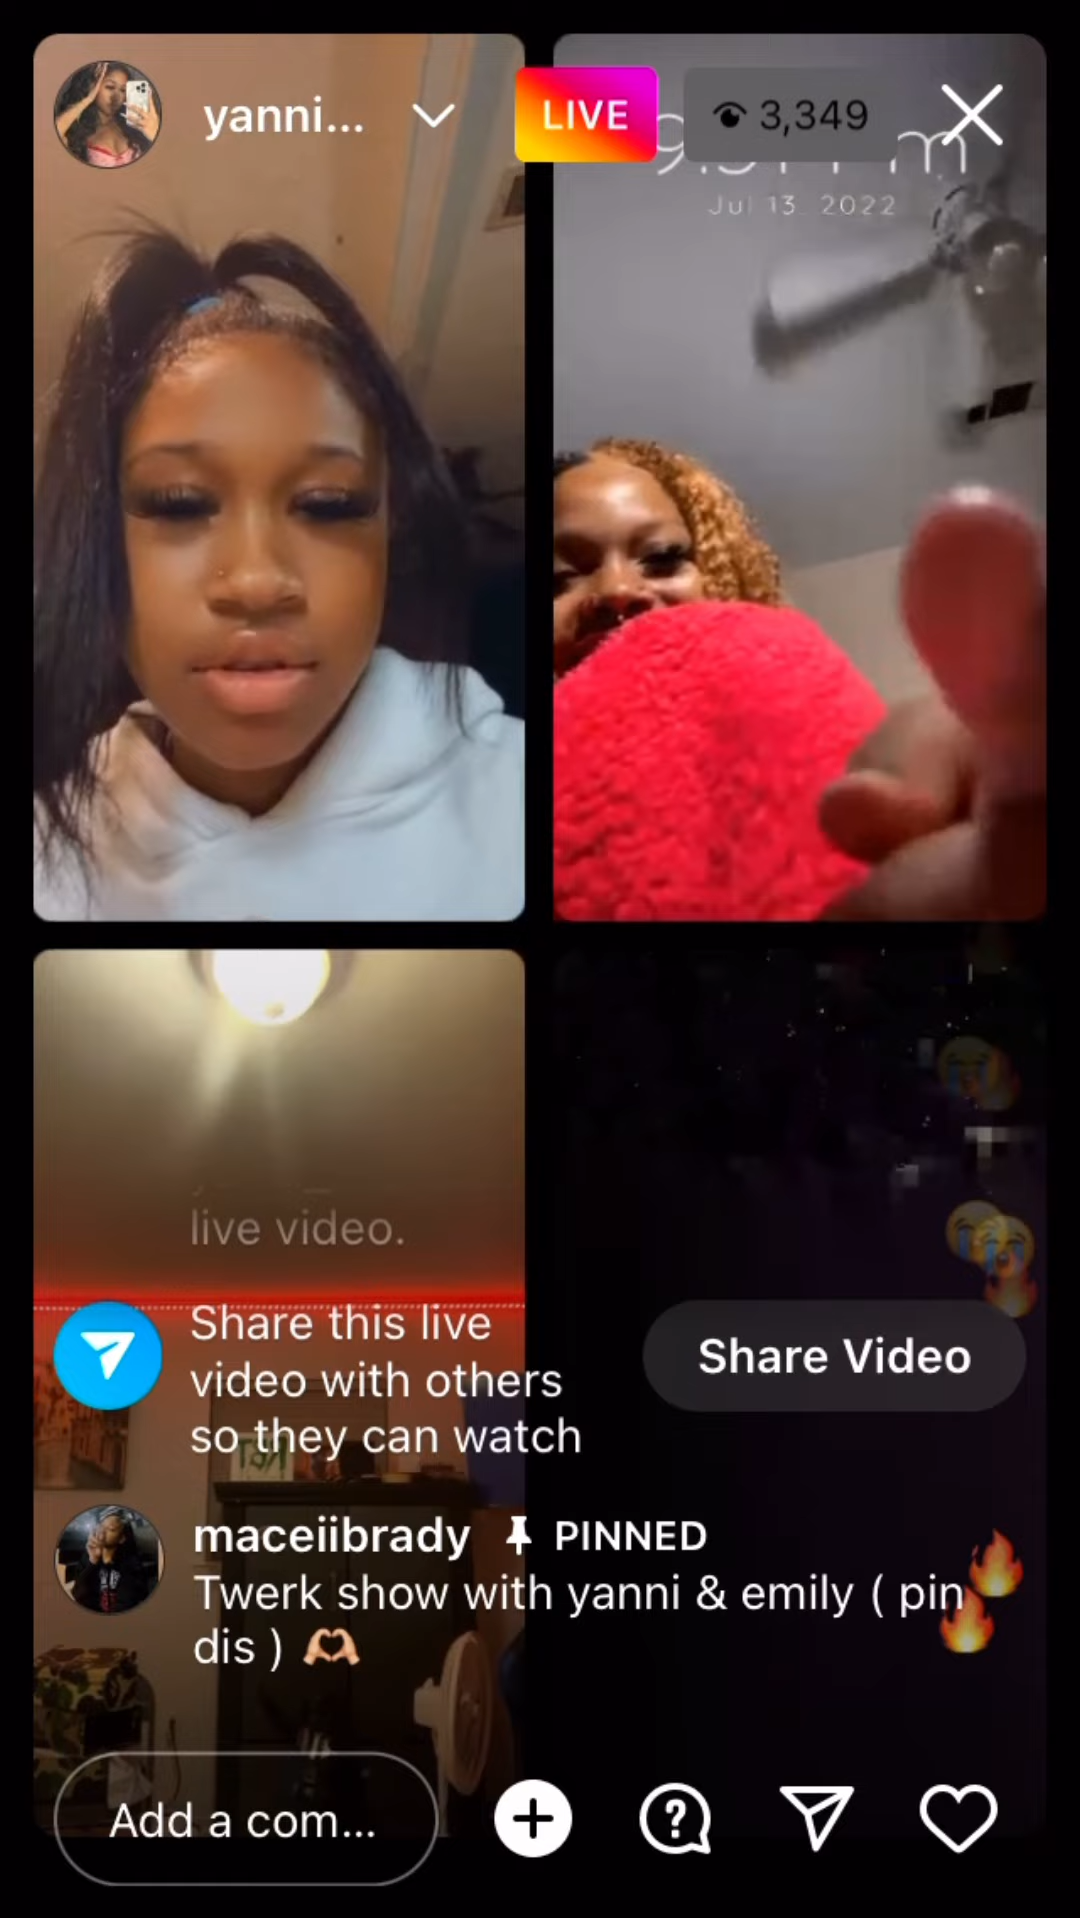 yanni...
LIVE
3,349
Jul 13, 2022
live video.
Share this live
video with others
so they can watch
Share Video
maceiibrady PINNED
Twerk show with yanni & emily ( pin
dis ) 🫶🏻
Add a com...